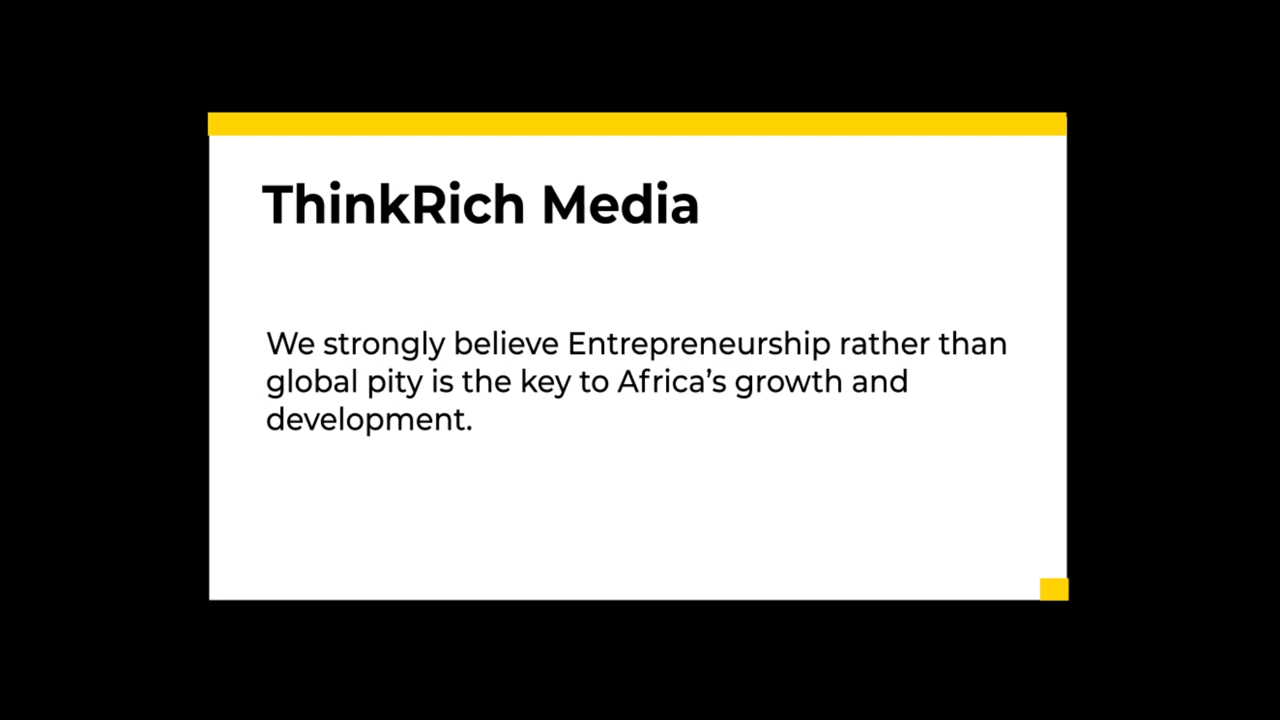 ThinkRich Media
We strongly believe Entrepreneurship rather than
global pity is the key to Africa’s growth and
development.